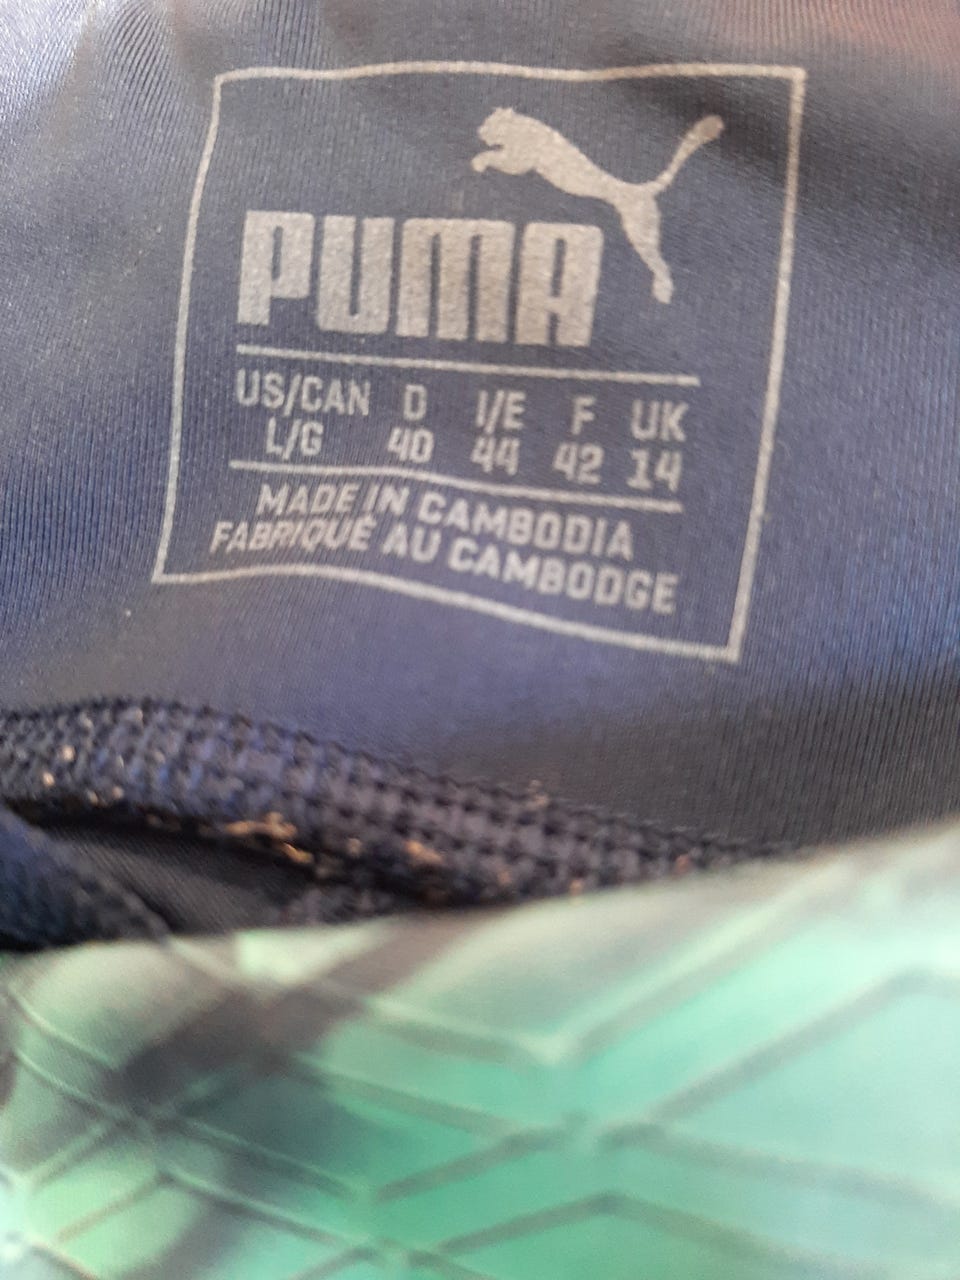 PUMA
US/CAN D I/E F UK
L/G 40 44 42 14
MADE IN CAMBODIA
FABRIQUÉ AU CAMBODGE